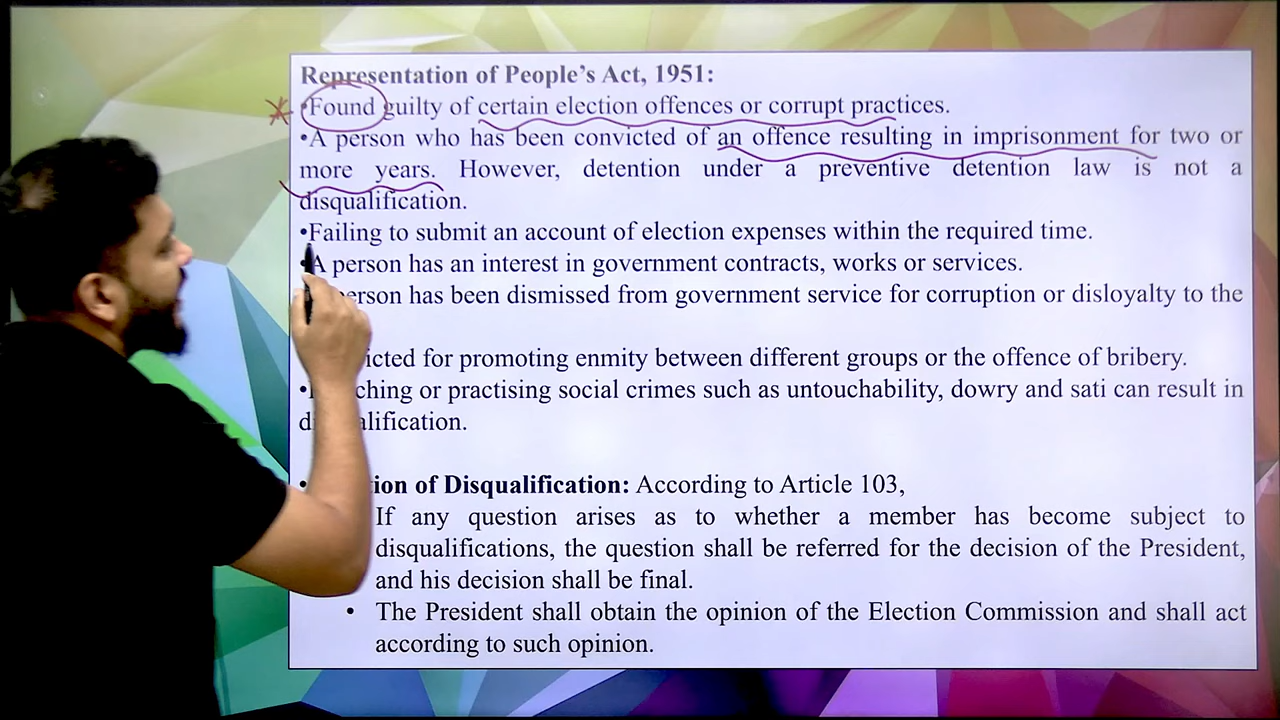 Representation of People’s Act, 1951:
•Found guilty of certain election offences or corrupt practices.
•A person who has been convicted of an offence resulting in imprisonment for two or
more years. However, detention under a preventive detention law is not a
disqualification.
•Failing to submit an account of election expenses within the required time.
•A person has an interest in government contracts, works or services.
person has been dismissed from government service for corruption or disloyalty to the
for promoting enmity between different groups or the offence of bribery.
or practising social crimes such as untouchability, dowry and sati can result in
of Disqualification: According to Article 103,
If any question arises as to whether a member has become subject to
disqualifications, the question shall be referred for the decision of the President,
and his decision shall be final.
• The President shall obtain the opinion of the Election Commission and shall act
according to such opinion.